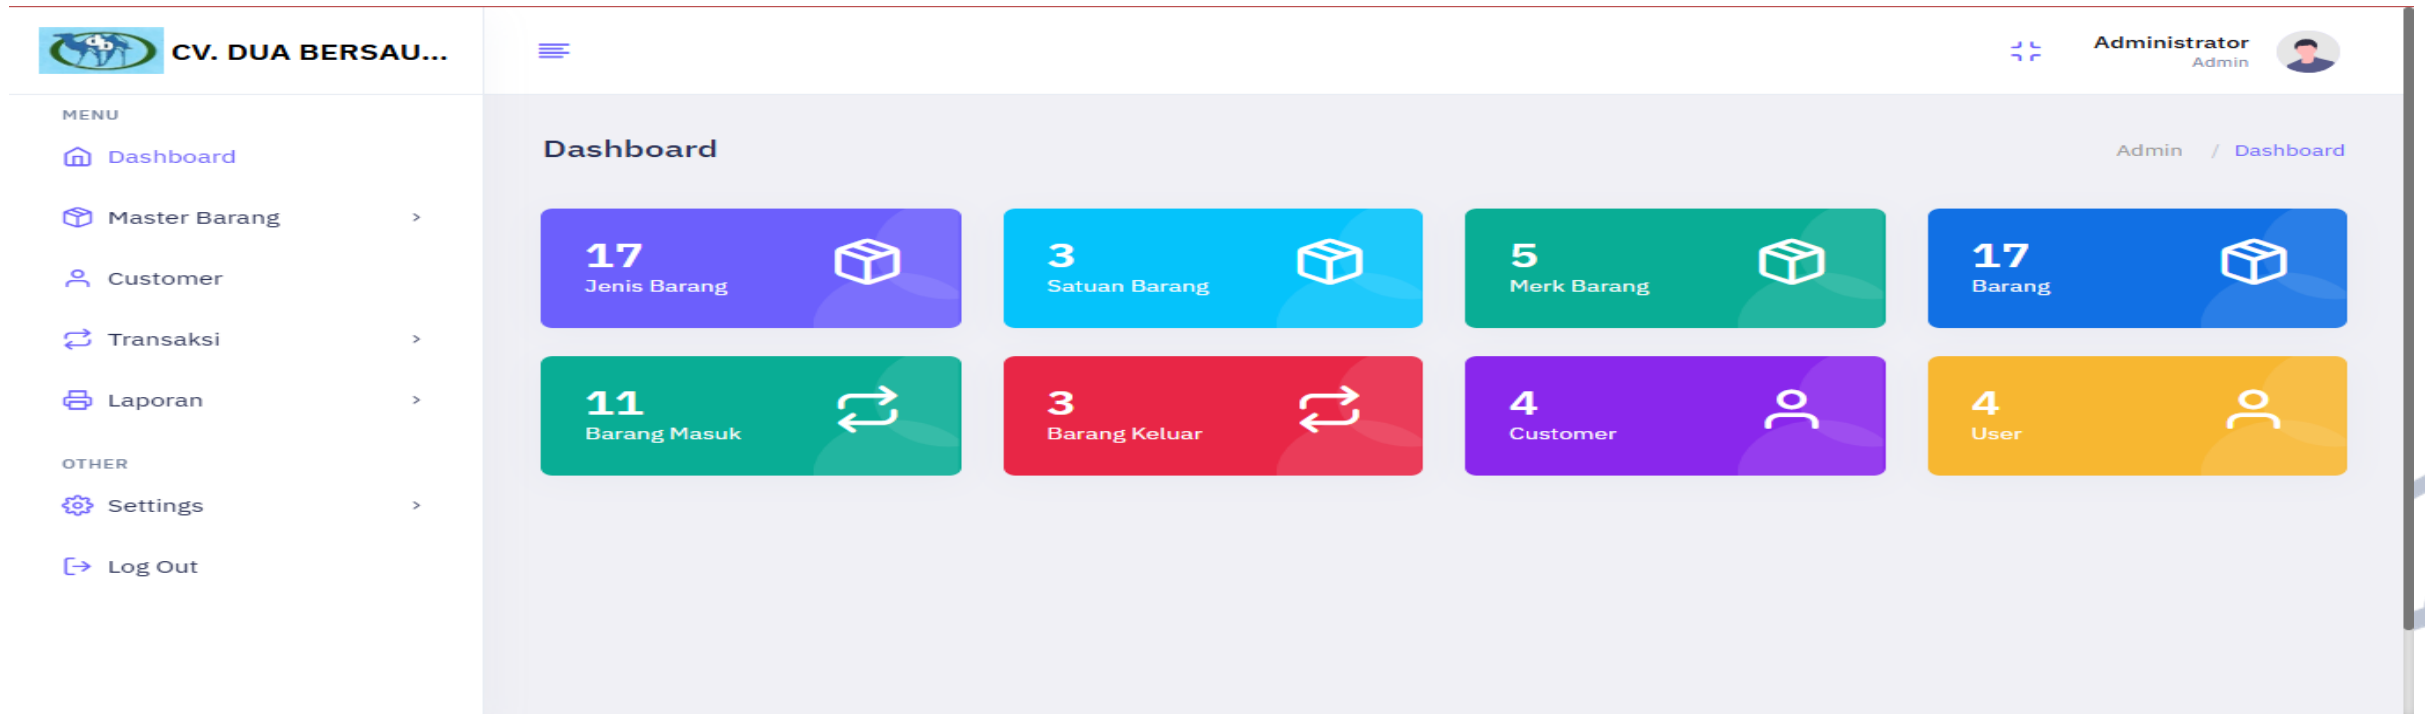 CV. DUA BERSAU...
Administrator
Admin
MENU
Dashboard
Master Barang
Customer
Transaksi
Laporan
OTHER
Settings
Log Out
Dashboard
Admin / Dashboard
17
Jenis Barang
3
Satuan Barang
5
Merk Barang
17
Barang
11
Barang Masuk
3
Barang Keluar
4
Customer
4
User